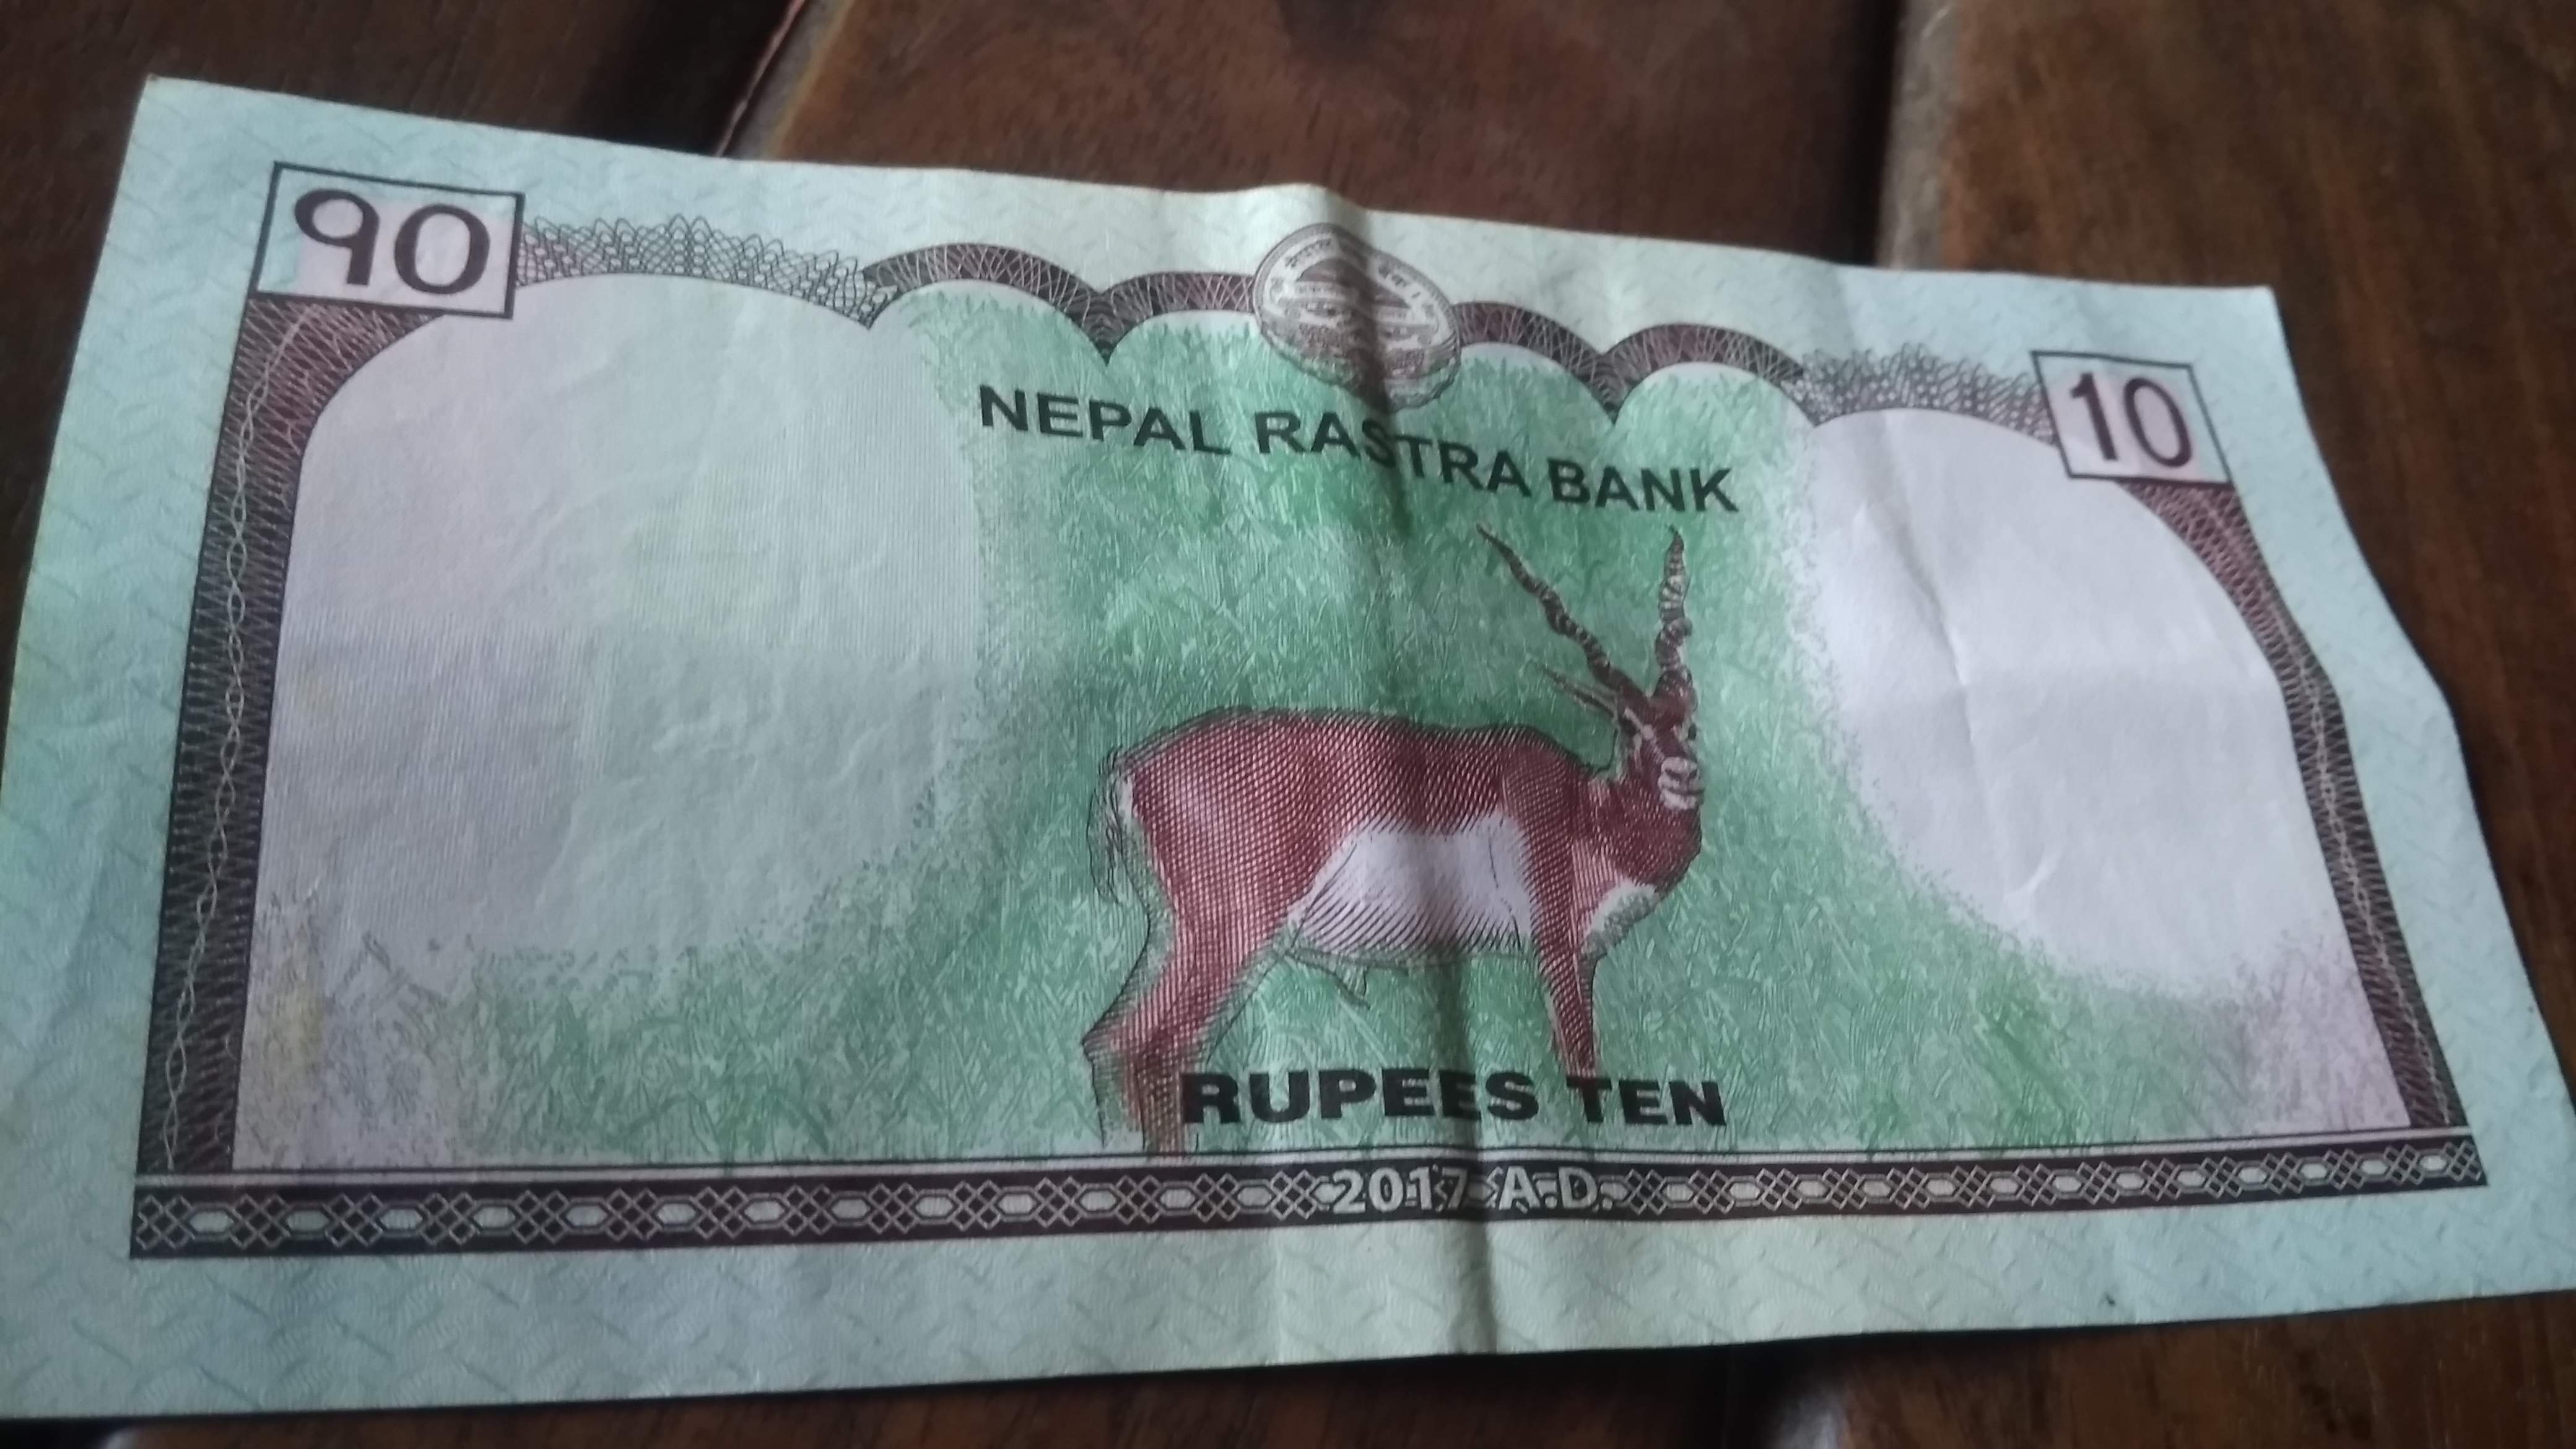 १०
10
NEPAL RASTRA BANK
RUPEES TEN
2017 A.D.